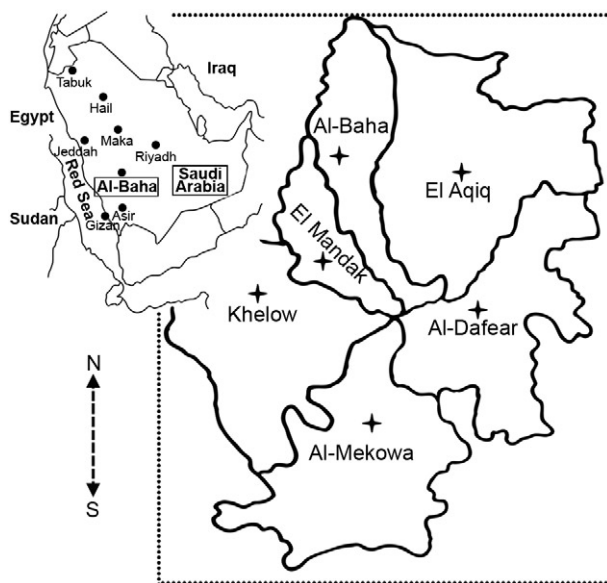 Iraq
Tabuk
Hail
Egypt
Maka
Jeddah
Riyadh
Red Sea
Al-Baha
Saudi
Arabia
Sudan
Asir
Gizan
Al-Baha
El Aqiq
El Mandak
Khelow
Al-Dafear
Al-Mekowa
N
S